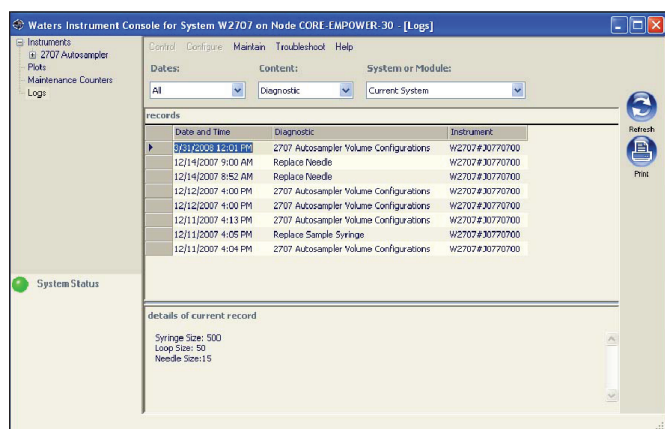 Waters Instrument Console for System W2707 on Node CORE-EMPOWER-30 - [Logs]
Instruments
2707 Autosampler
Plots
Maintenance Counters
Logs
System Status
Control Configure Maintain Troubleshoot Help
Dates: Content: System or Module:
All Diagnostic Current System
records
Date and Time Diagnostic Instrument
3/31/2008 12:01 PM 2707 Autosampler Volume Configurations W2707#J0770700
12/14/2007 9:00 AM Replace Needle W2707#J0770700
12/14/2007 8:52 AM Replace Needle W2707#J0770700
12/12/2007 4:00 PM 2707 Autosampler Volume Configurations W2707#J0770700
12/12/2007 4:00 PM 2707 Autosampler Volume Configurations W2707#J0770700
12/11/2007 4:13 PM 2707 Autosampler Volume Configurations W2707#J0770700
12/11/2007 4:05 PM Replace Sample Syringe W2707#J0770700
12/11/2007 4:04 PM 2707 Autosampler Volume Configurations W2707#J0770700
details of current record
Syringe Size: 500
Loop Size: 50
Needle Size:15
Refresh
Print